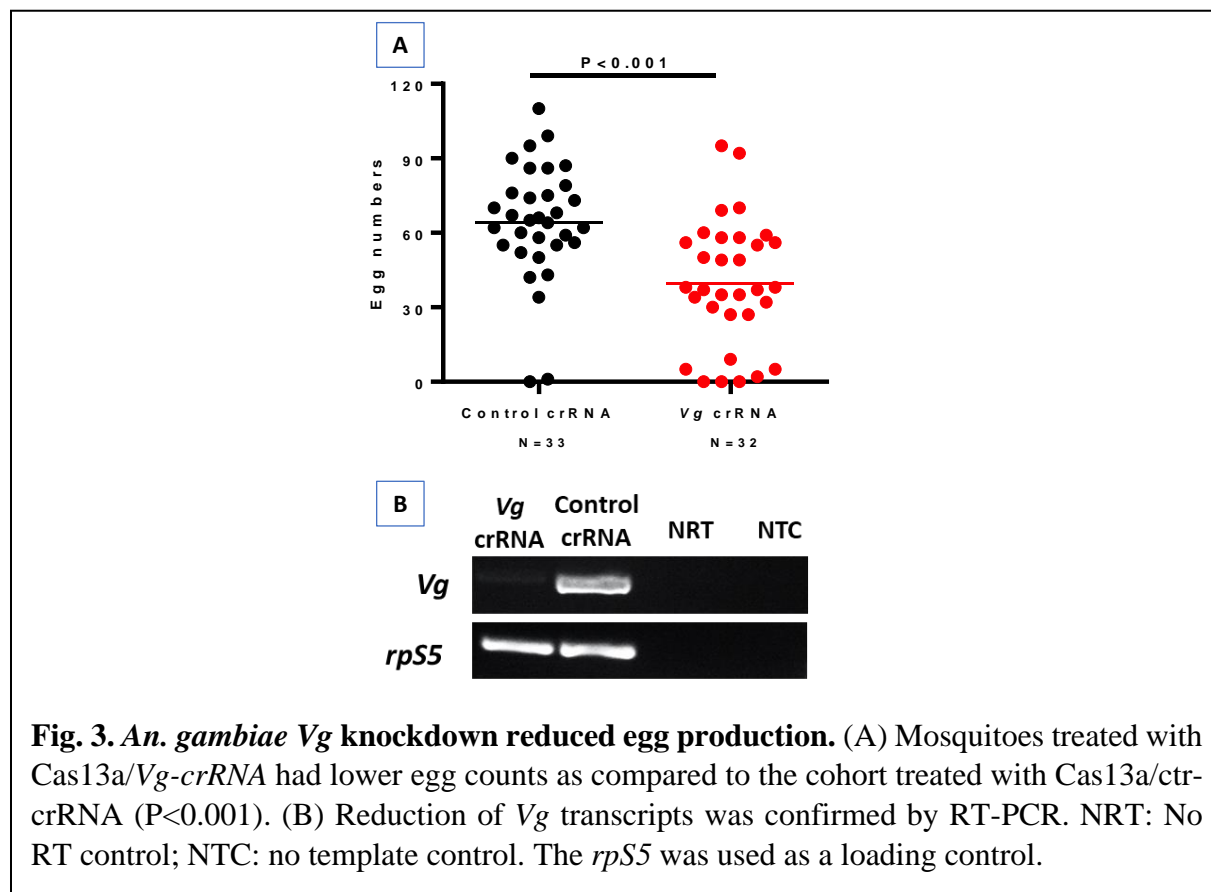 A
P<0.001
120
90
60
30
0
Egg numbers
Control crRNA
Vg crRNA
N=33
N=32
B
Vg crRNA
Control crRNA
NRT
NTC
Vg
rpS5
Fig. 3. An. gambiae Vg knockdown reduced egg production. (A) Mosquitoes treated with
Cas13a/Vg-crRNA had lower egg counts as compared to the cohort treated with Cas13a/ctr-
crRNA (P<0.001). (B) Reduction of Vg transcripts was confirmed by RT-PCR. NRT: No
RT control; NTC: no template control. The rpS5 was used as a loading control.